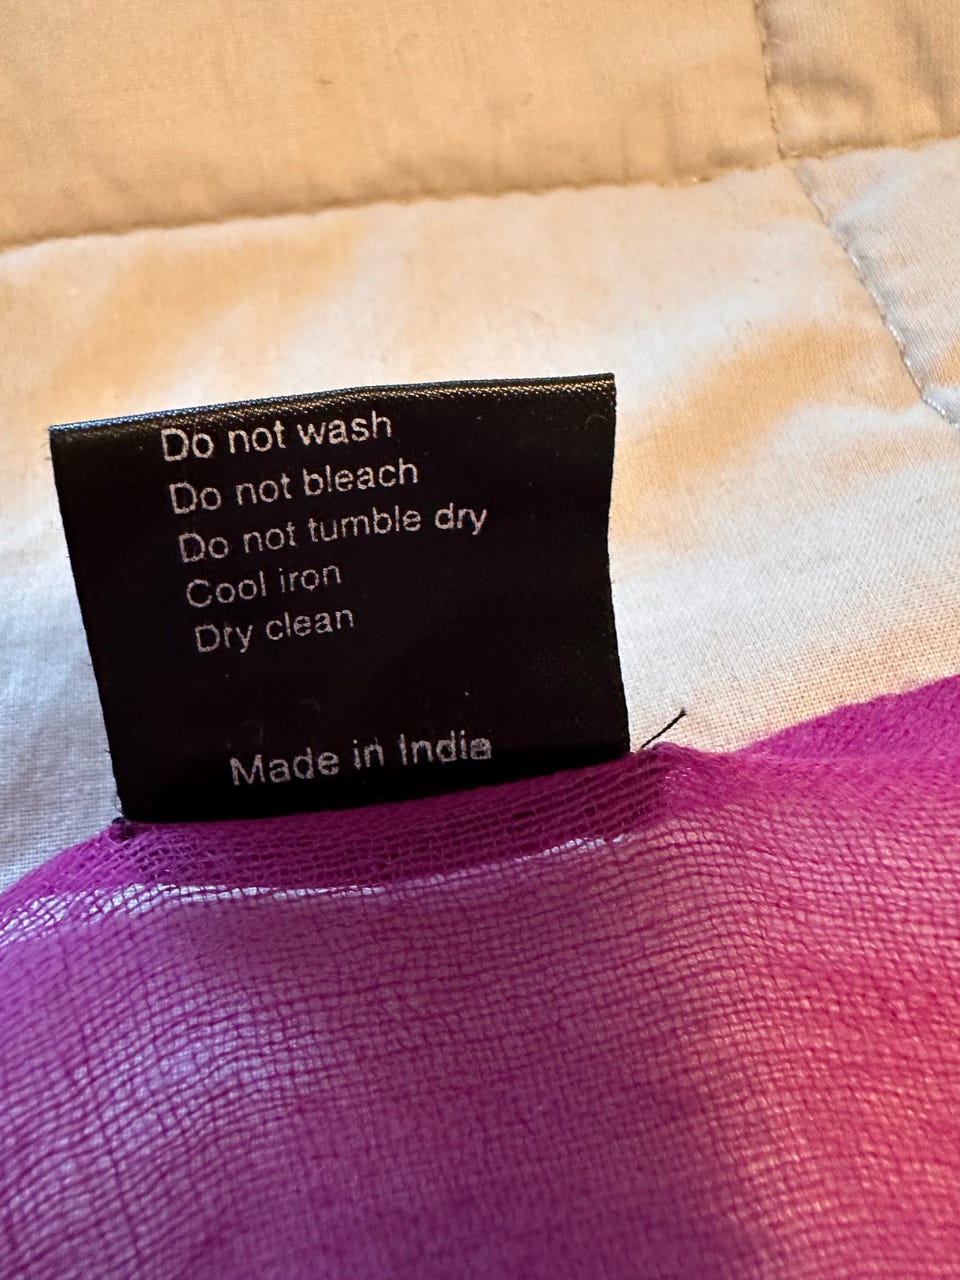 Do not wash
Do not bleach
Do not tumble dry
Cool iron
Dry clean
Made in India